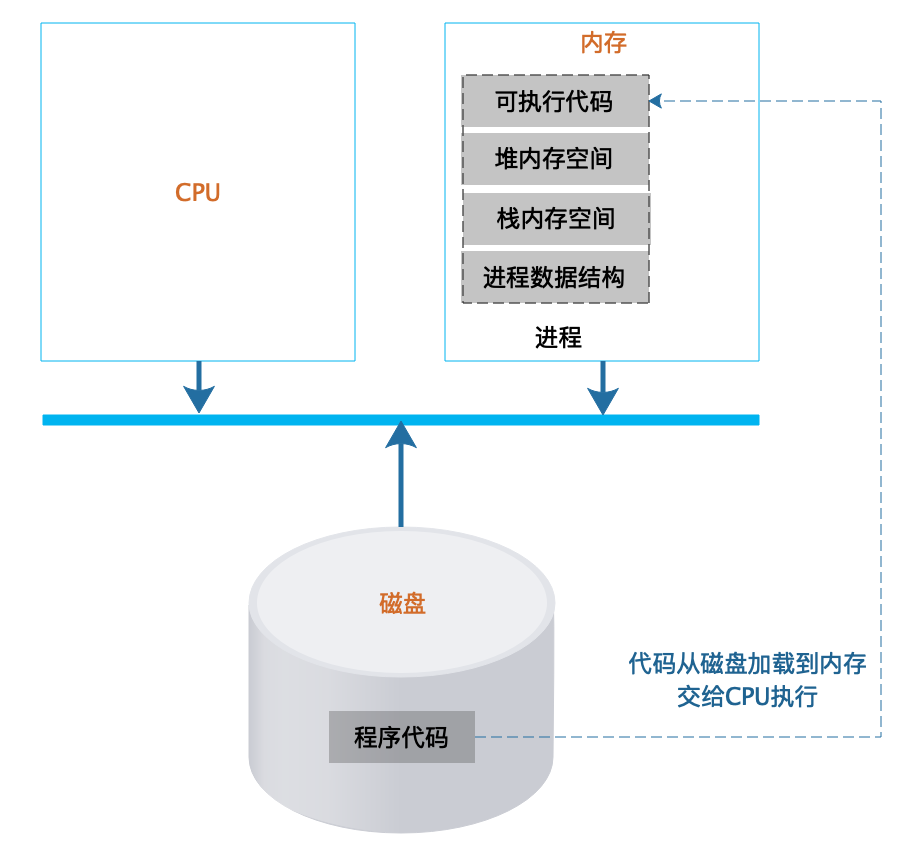 CPU
内存
可执行代码
堆内存空间
栈内存空间
进程数据结构
进程
磁盘
程序代码
代码从磁盘加载到内存
交给CPU执行